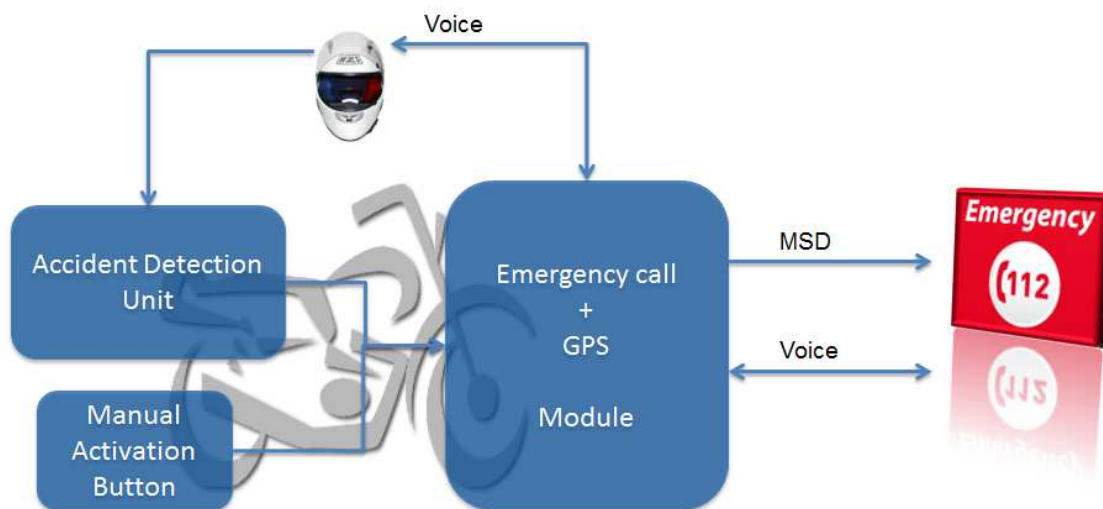 Voice
Accident Detection
Unit
Emergency call
+
GPS
Module
Manual
Activation
Button
MSD
Voice
Emergency
112